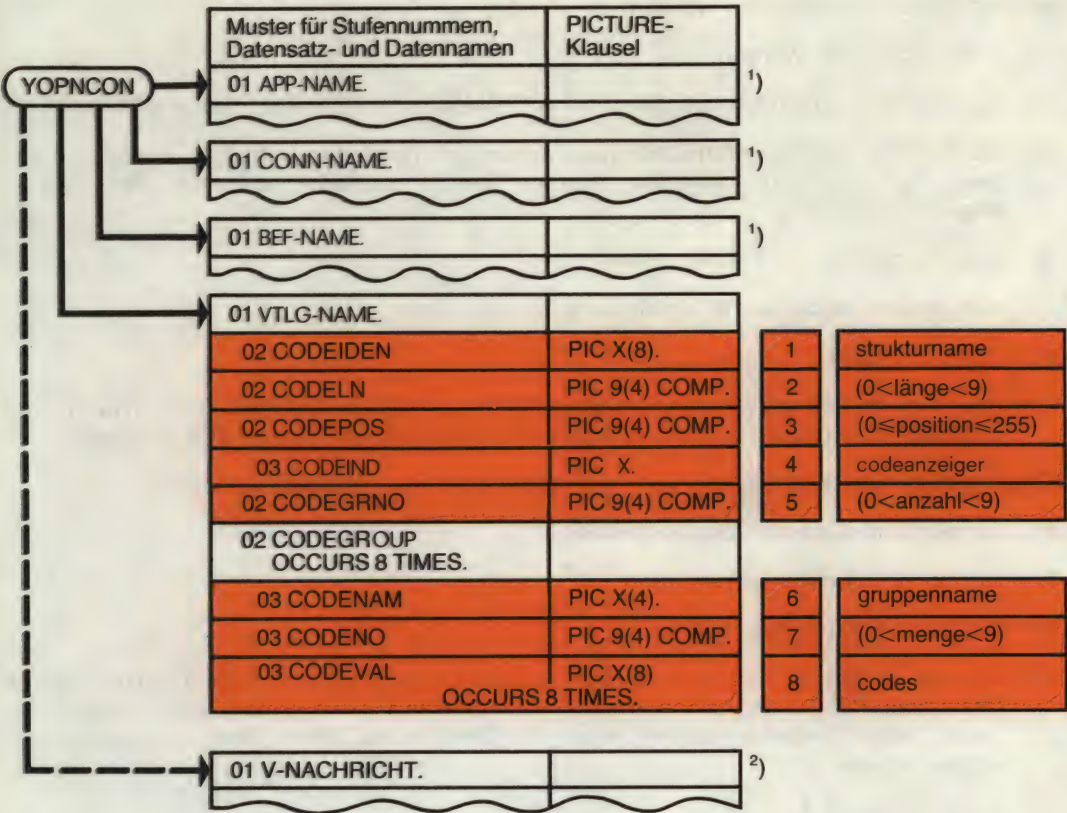 Muster für Stufennummern, PICTURE-
Datensatz- und Datennamen Klausel
YOPNCON
01 APP-NAME. ¹)
01 CONN-NAME. ¹)
01 BEF-NAME. ¹)
01 VTLG-NAME.
02 CODEIDEN PIC X(8). 1 strukturname
02 CODELN PIC 9(4) COMP. 2 (0<länge<9)
02 CODEPOS PIC 9(4) COMP. 3 (0≤position≤255)
03 CODEIND PIC X. 4 codeanzeiger
02 CODEGRNO PIC 9(4) COMP. 5 (0<anzahl<9)
02 CODEGROUP
OCCURS 8 TIMES.
03 CODENAM PIC X(4). 6 gruppenname
03 CODENO PIC 9(4) COMP. 7 (0<menge<9)
03 CODEVAL PIC X(8) 8 codes
OCCURS 8 TIMES.
01 V-NACHRICHT. ²)